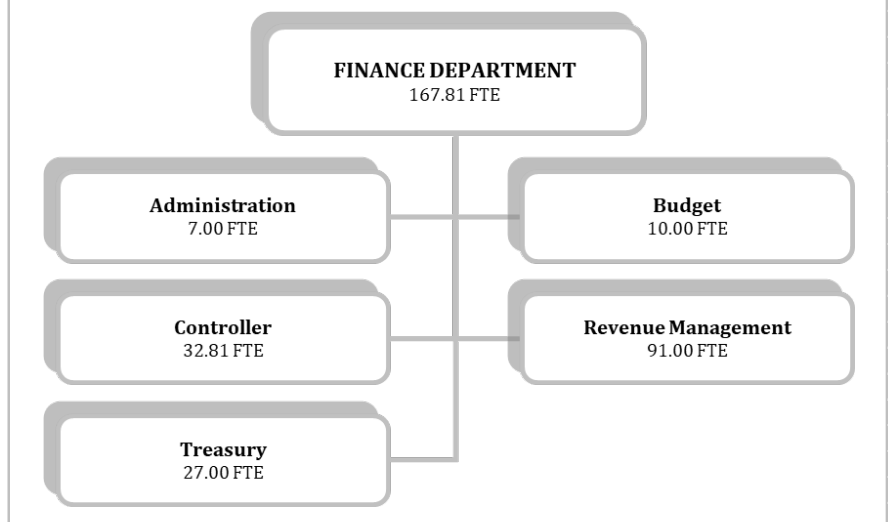 FINANCE DEPARTMENT
167.81 FTE
Administration
7.00 FTE
Budget
10.00 FTE
Controller
32.81 FTE
Revenue Management
91.00 FTE
Treasury
27.00 FTE